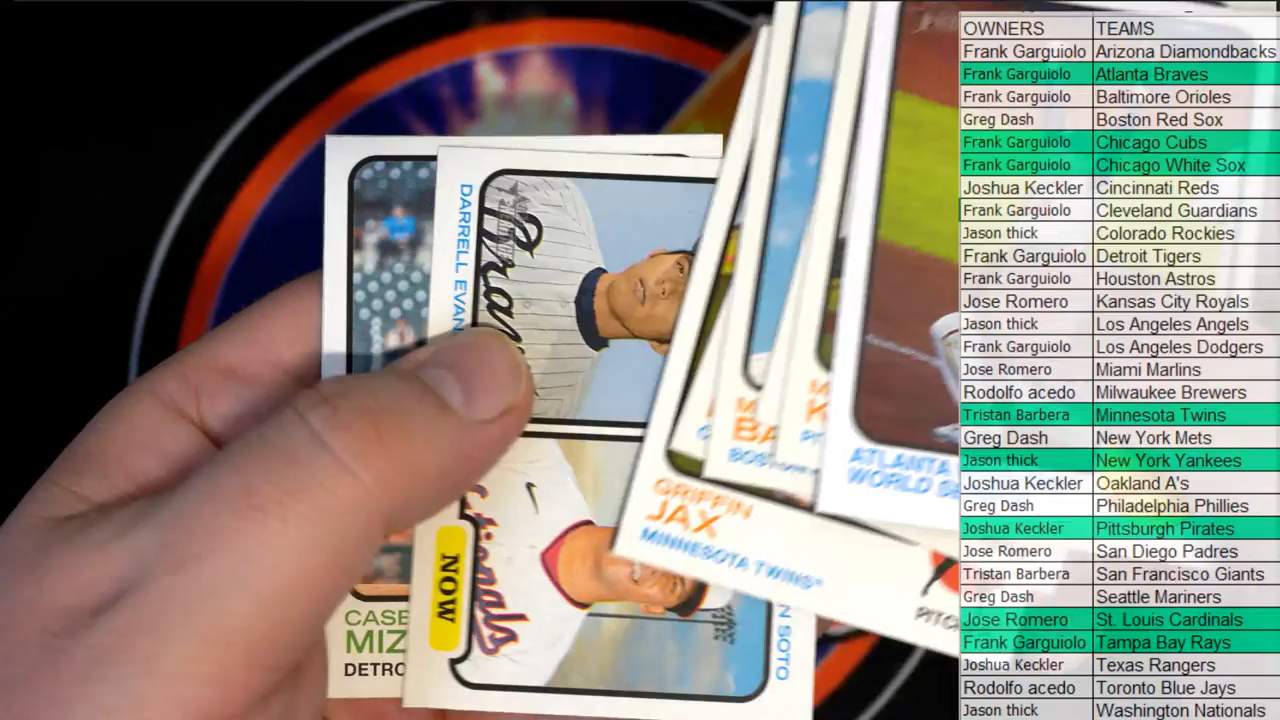 DARRELL EVAN
NOW
N SOTO
CASE
MIZ
DETRO
GRIFFIN
JAX
MINNESOTA TWINS
BA
BOS
K
ATLANTA
WORLD
PITC
OWNERS TEAMS
Frank Garguiolo Arizona Diamondbacks
Frank Garguiolo Atlanta Braves
Frank Garguiolo Baltimore Orioles
Greg Dash Boston Red Sox
Frank Garguiolo Chicago Cubs
Frank Garguiolo Chicago White Sox
Joshua Keckler Cincinnati Reds
Frank Garguiolo Cleveland Guardians
Jason thick Colorado Rockies
Frank Garguiolo Detroit Tigers
Frank Garguiolo Houston Astros
Jose Romero Kansas City Royals
Jason thick Los Angeles Angels
Frank Garguiolo Los Angeles Dodgers
Jose Romero Miami Marlins
Rodolfo acedo Milwaukee Brewers
Tristan Barbera Minnesota Twins
Greg Dash New York Mets
Jason thick New York Yankees
Joshua Keckler Oakland A's
Greg Dash Philadelphia Phillies
Joshua Keckler Pittsburgh Pirates
Jose Romero San Diego Padres
Tristan Barbera San Francisco Giants
Greg Dash Seattle Mariners
Jose Romero St. Louis Cardinals
Frank Garguiolo Tampa Bay Rays
Joshua Keckler Texas Rangers
Rodolfo acedo Toronto Blue Jays
Jason thick Washington Nationals